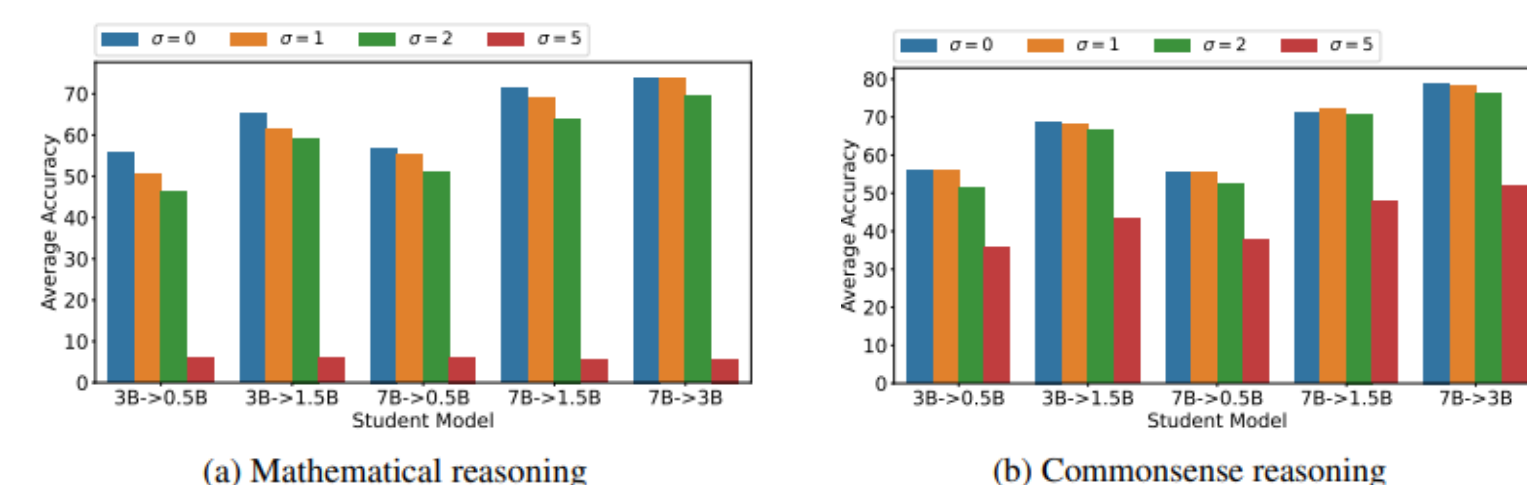 σ = 0 σ = 1 σ = 2 σ = 5
Average Accuracy
70
60
50
40
30
20
10
0
3B->0.5B 3B->1.5B 7B->0.5B 7B->1.5B 7B->3B
Student Model
(a) Mathematical reasoning
σ = 0 σ = 1 σ = 2 σ = 5
Average Accuracy
80
70
60
50
40
30
20
10
0
3B->0.5B 3B->1.5B 7B->0.5B 7B->1.5B 7B->3B
Student Model
(b) Commonsense reasoning